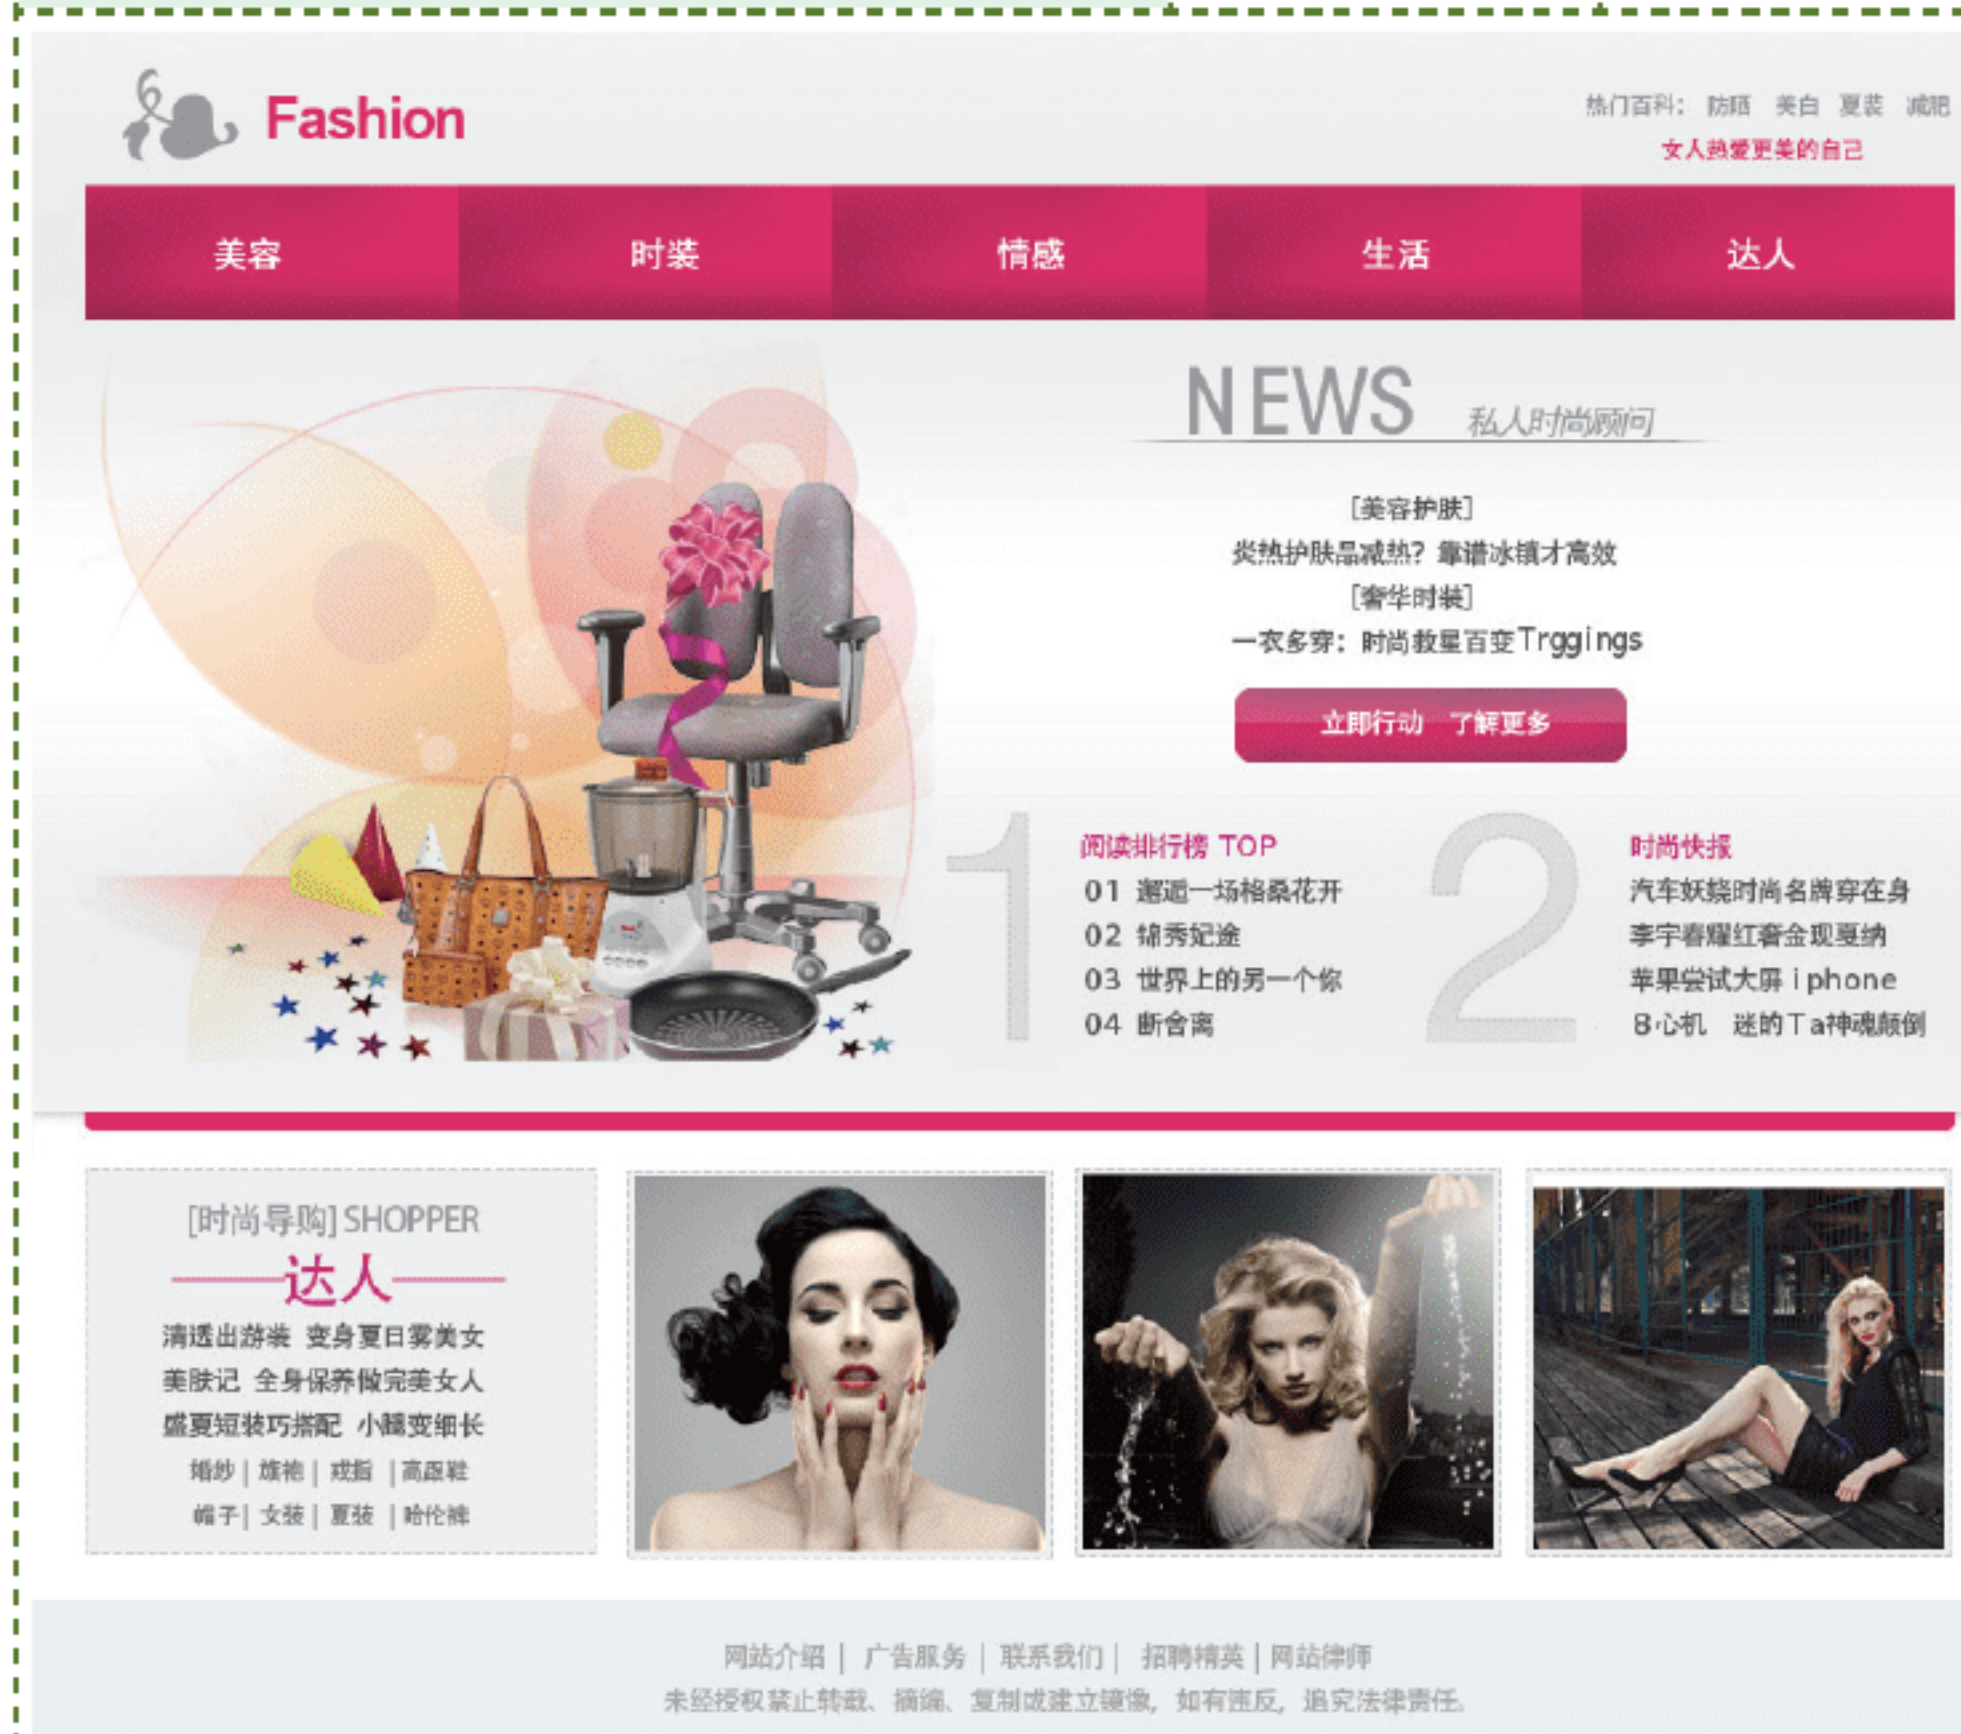 Fashion
热门百科： 防晒 美白 夏装 减肥
女人热爱更美的自己
美容 时装 情感 生活 达人
NEWS 私人时尚顾问
[美容护肤]
炎热护肤品减热？靠谱冰镇才高效
[奢华时装]
一衣多穿：时尚救星百变Trggings
立即行动 了解更多
1
阅读排行榜 TOP
01 邂逅一场格桑花开
02 锦秀妃途
03 世界上的另一个你
04 断舍离
2
时尚快报
汽车妖娆时尚名牌穿在身
李宇春耀红奢金现戛纳
苹果尝试大屏 iphone
8心机 迷的Ta神魂颠倒
[时尚导购] SHOPPER
达人
清透出游装 变身夏日雾美女
美肤记 全身保养做完美女人
盛夏短装巧搭配 小腿变细长
婚纱 | 旗袍 | 戒指 | 高跟鞋
帽子 | 女装 | 夏装 | 哈伦裤
网站介绍 | 广告服务 | 联系我们 | 招聘精英 | 网站律师
未经授权禁止转载、摘编、复制或建立镜像，如有违反，追究法律责任。